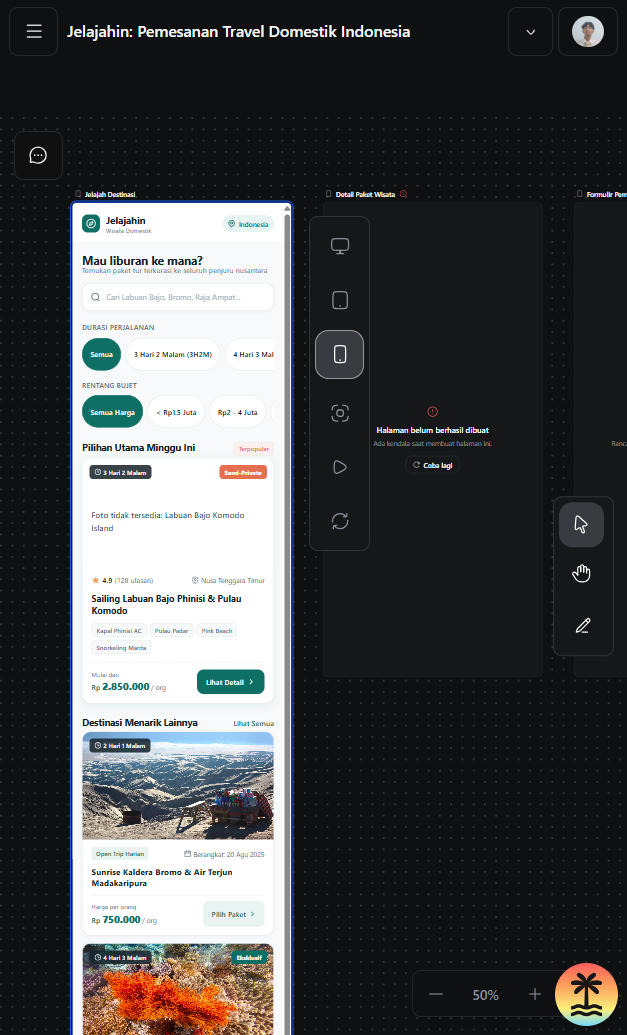 Jelajahin: Pemesanan Travel Domestik Indonesia
Jelajah Destinasi
Detail Paket Wisata
Formulir Pem
Jelajahin
Wisata Domestik
Indonesia
Mau liburan ke mana?
Temukan paket tur terkurasi ke seluruh penjuru nusantara
Cari Labuan Bajo, Bromo, Raja Ampat...
DURASI PERJALANAN
Semua
3 Hari 2 Malam (3H2M)
4 Hari 3 Mal
RENTANG BUJET
Semua Harga
< Rp1.5 Juta
Rp2 - 4 Juta
Pilihan Utama Minggu Ini
Terpopuler
3 Hari 2 Malam
Semi-Private
Foto tidak tersedia: Labuan Bajo Komodo
Island
4.9 (128 ulasan)
Nusa Tenggara Timur
Sailing Labuan Bajo Phinisi & Pulau
Komodo
Kapal Phinisi AC
Pulau Padar
Pink Beach
Snorkeling Manta
Mulai dari
Rp 2.850.000 / org
Lihat Detail
Destinasi Menarik Lainnya
Lihat Semua
2 Hari 1 Malam
Open Trip Harian
Berangkat: 20 Agu 2025
Sunrise Kaldera Bromo & Air Terjun
Madakaripura
Harga per orang
Rp 750.000 / org
Pilih Paket
4 Hari 3 Malam
Eksklusif
Halaman belum berhasil dibuat
Ada kendala saat membuat halaman ini.
Coba lagi
Renc
50%